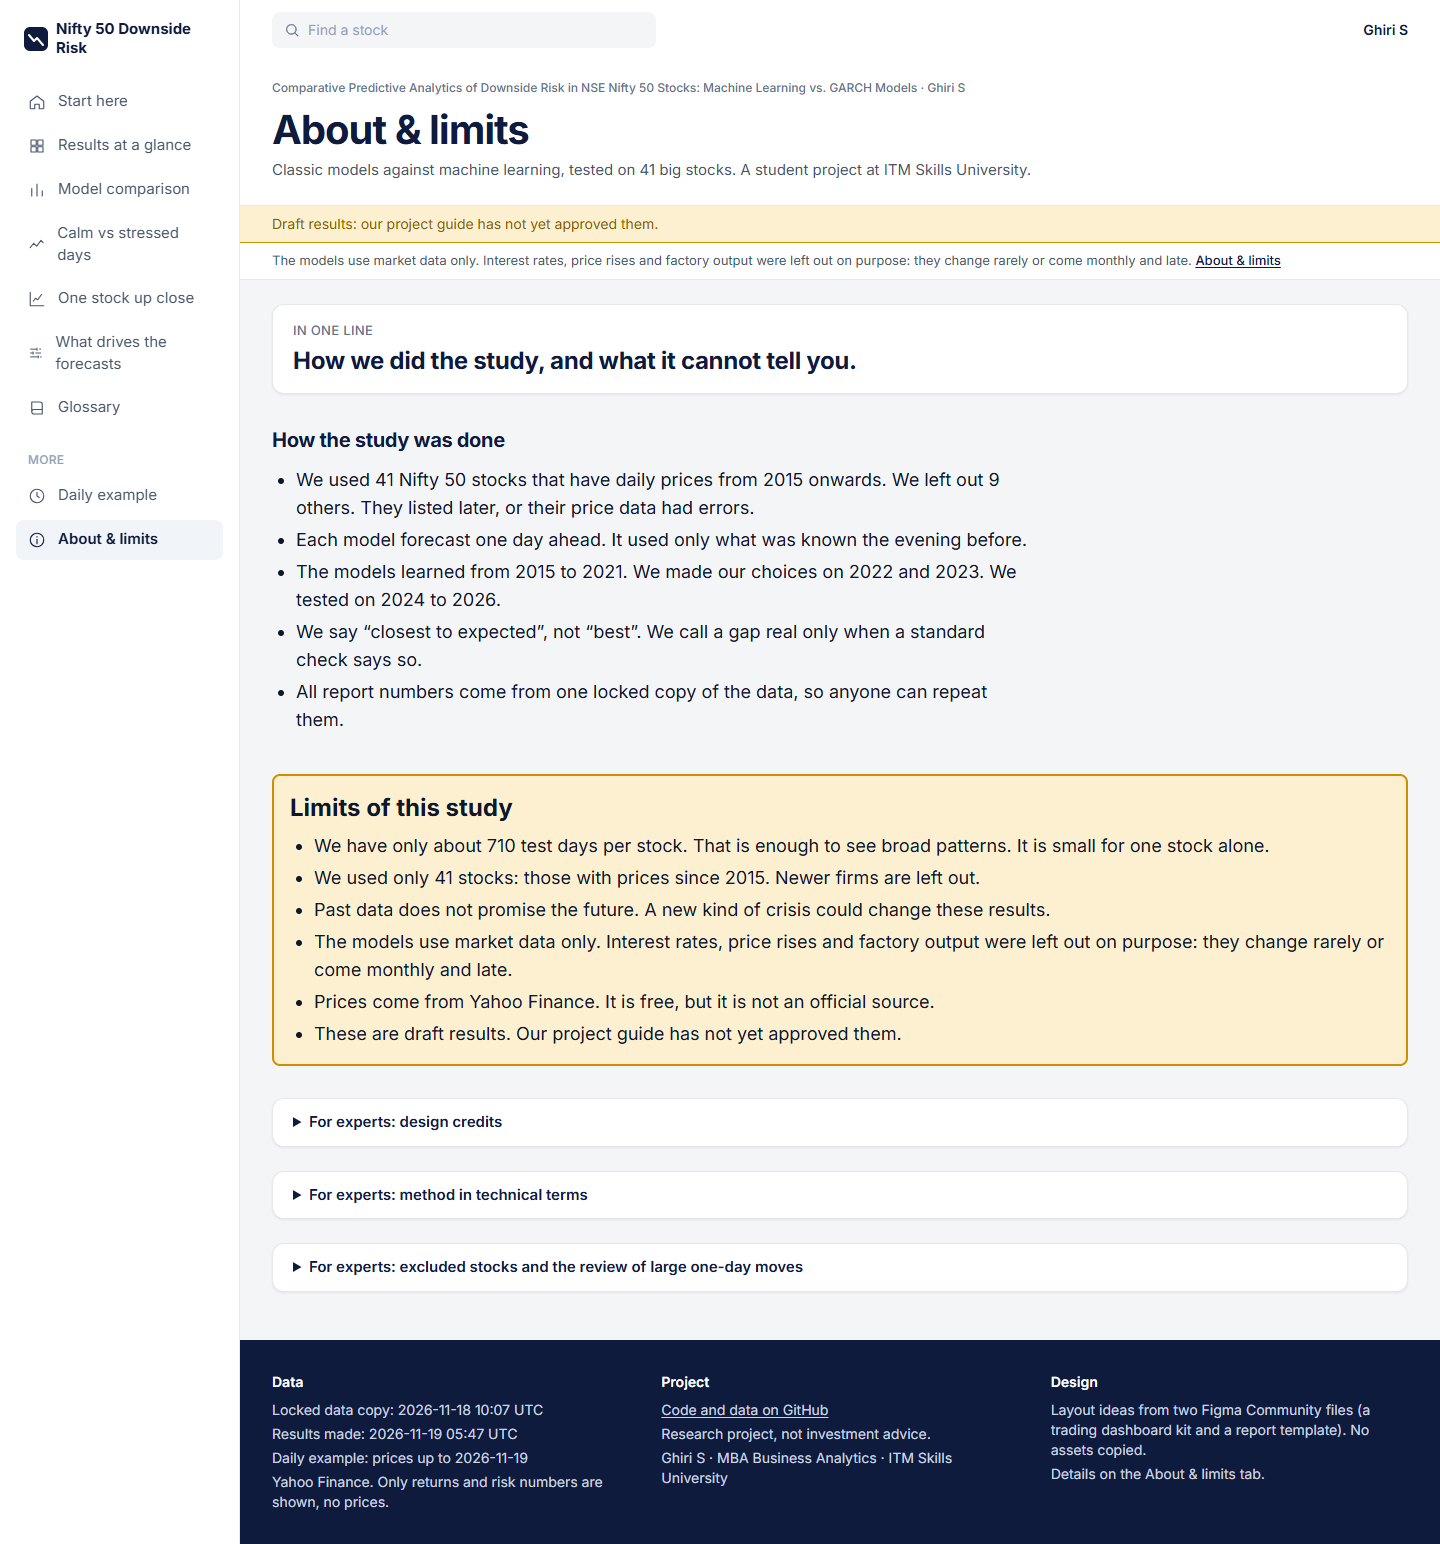 Nifty 50 Downside
Risk
Find a stock
Ghiri S
Start here
Results at a glance
Model comparison
Calm vs stressed
days
One stock up close
What drives the
forecasts
Glossary
MORE
Daily example
About & limits
Comparative Predictive Analytics of Downside Risk in NSE Nifty 50 Stocks: Machine Learning vs. GARCH Models · Ghiri S
About & limits
Classic models against machine learning, tested on 41 big stocks. A student project at ITM Skills University.
Draft results: our project guide has not yet approved them.
The models use market data only. Interest rates, price rises and factory output were left out on purpose: they change rarely or come monthly and late. About & limits
IN ONE LINE
How we did the study, and what it cannot tell you.
How the study was done
• We used 41 Nifty 50 stocks that have daily prices from 2015 onwards. We left out 9
others. They listed later, or their price data had errors.
• Each model forecast one day ahead. It used only what was known the evening before.
• The models learned from 2015 to 2021. We made our choices on 2022 and 2023. We
tested on 2024 to 2026.
• We say “closest to expected”, not “best”. We call a gap real only when a standard
check says so.
• All report numbers come from one locked copy of the data, so anyone can repeat
them.
Limits of this study
• We have only about 710 test days per stock. That is enough to see broad patterns. It is small for one stock alone.
• We used only 41 stocks: those with prices since 2015. Newer firms are left out.
• Past data does not promise the future. A new kind of crisis could change these results.
• The models use market data only. Interest rates, price rises and factory output were left out on purpose: they change rarely or
come monthly and late.
• Prices come from Yahoo Finance. It is free, but it is not an official source.
• These are draft results. Our project guide has not yet approved them.
▶ For experts: design credits
▶ For experts: method in technical terms
▶ For experts: excluded stocks and the review of large one-day moves
Data
Locked data copy: 2026-11-18 10:07 UTC
Results made: 2026-11-19 05:47 UTC
Daily example: prices up to 2026-11-19
Yahoo Finance. Only returns and risk numbers are
shown, no prices.
Project
Code and data on GitHub
Research project, not investment advice.
Ghiri S · MBA Business Analytics · ITM Skills
University
Design
Layout ideas from two Figma Community files (a
trading dashboard kit and a report template). No
assets copied.
Details on the About & limits tab.